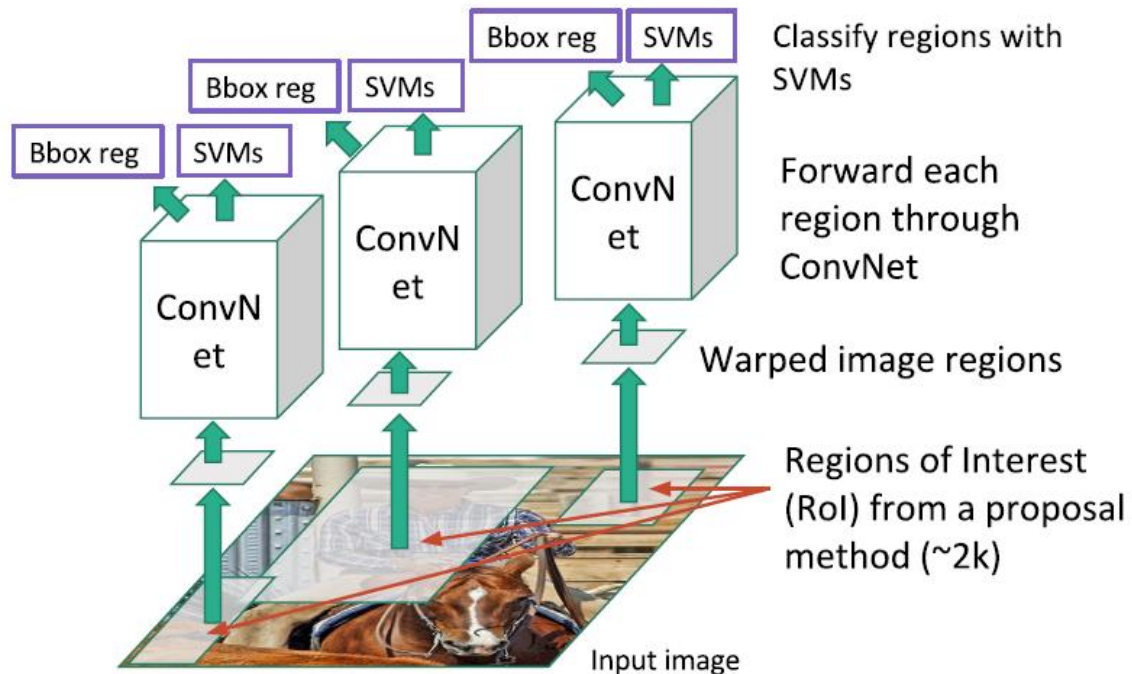 Bbox reg
SVMs
Classify regions with
SVMs
Bbox reg
SVMs
Bbox reg
SVMs
ConvN
et
ConvN
et
ConvN
et
Forward each
region through
ConvNet
Warped image regions
Regions of Interest
(RoI) from a proposal
method (~2k)
Input image